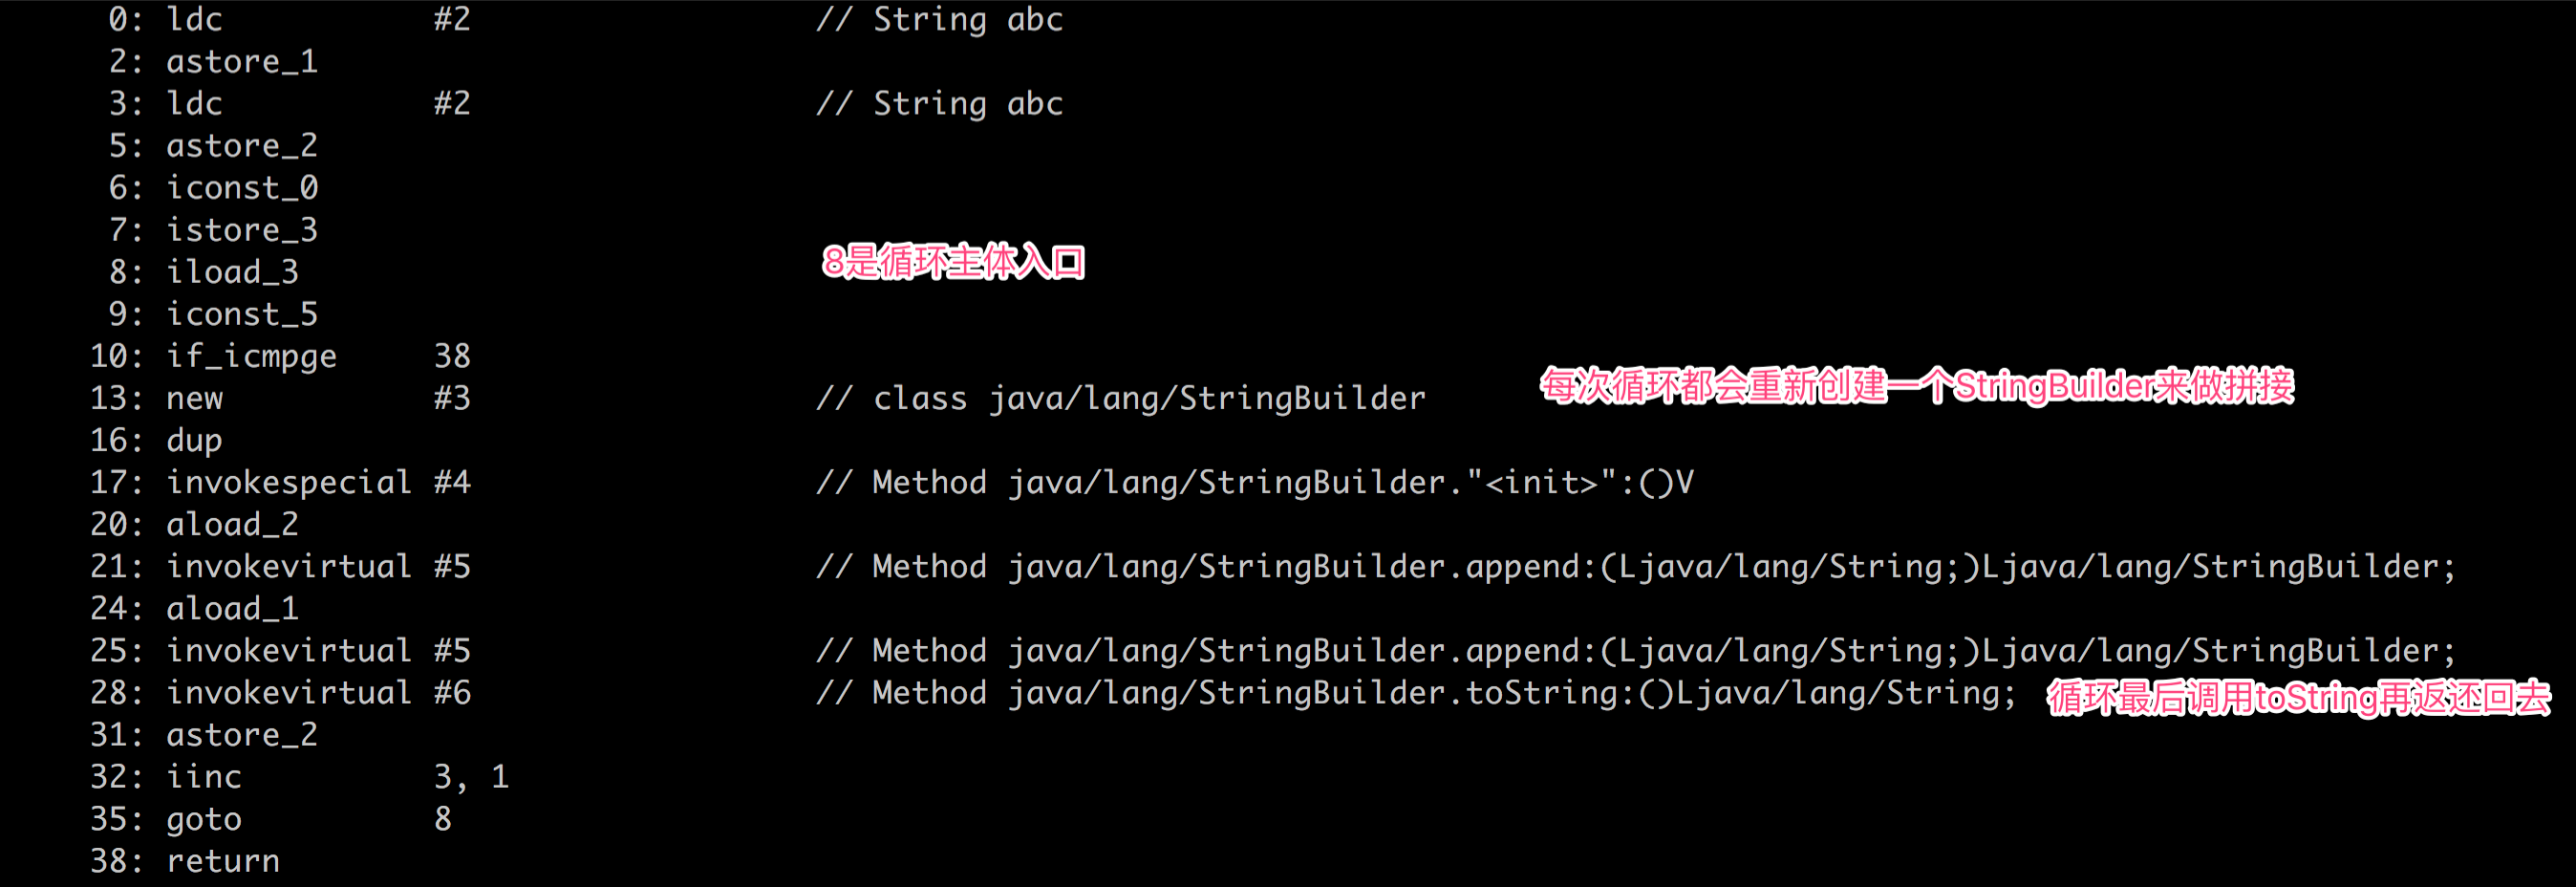 0: ldc #2 // String abc
2: astore_1
3: ldc #2 // String abc
5: astore_2
6: iconst_0
7: istore_3
8是循环主体入口
8: iload_3
9: iconst_5
10: if_icmpge 38
每次循环都会重新创建一个StringBuilder来做拼接
13: new #3 // class java/lang/StringBuilder
16: dup
17: invokespecial #4 // Method java/lang/StringBuilder."<init>":()V
20: aload_2
21: invokevirtual #5 // Method java/lang/StringBuilder.append:(Ljava/lang/String;)Ljava/lang/StringBuilder;
24: aload_1
25: invokevirtual #5 // Method java/lang/StringBuilder.append:(Ljava/lang/String;)Ljava/lang/StringBuilder;
28: invokevirtual #6 // Method java/lang/StringBuilder.toString:()Ljava/lang/String; 循环最后调用toString再返还回去
31: astore_2
32: iinc 3, 1
35: goto 8
38: return